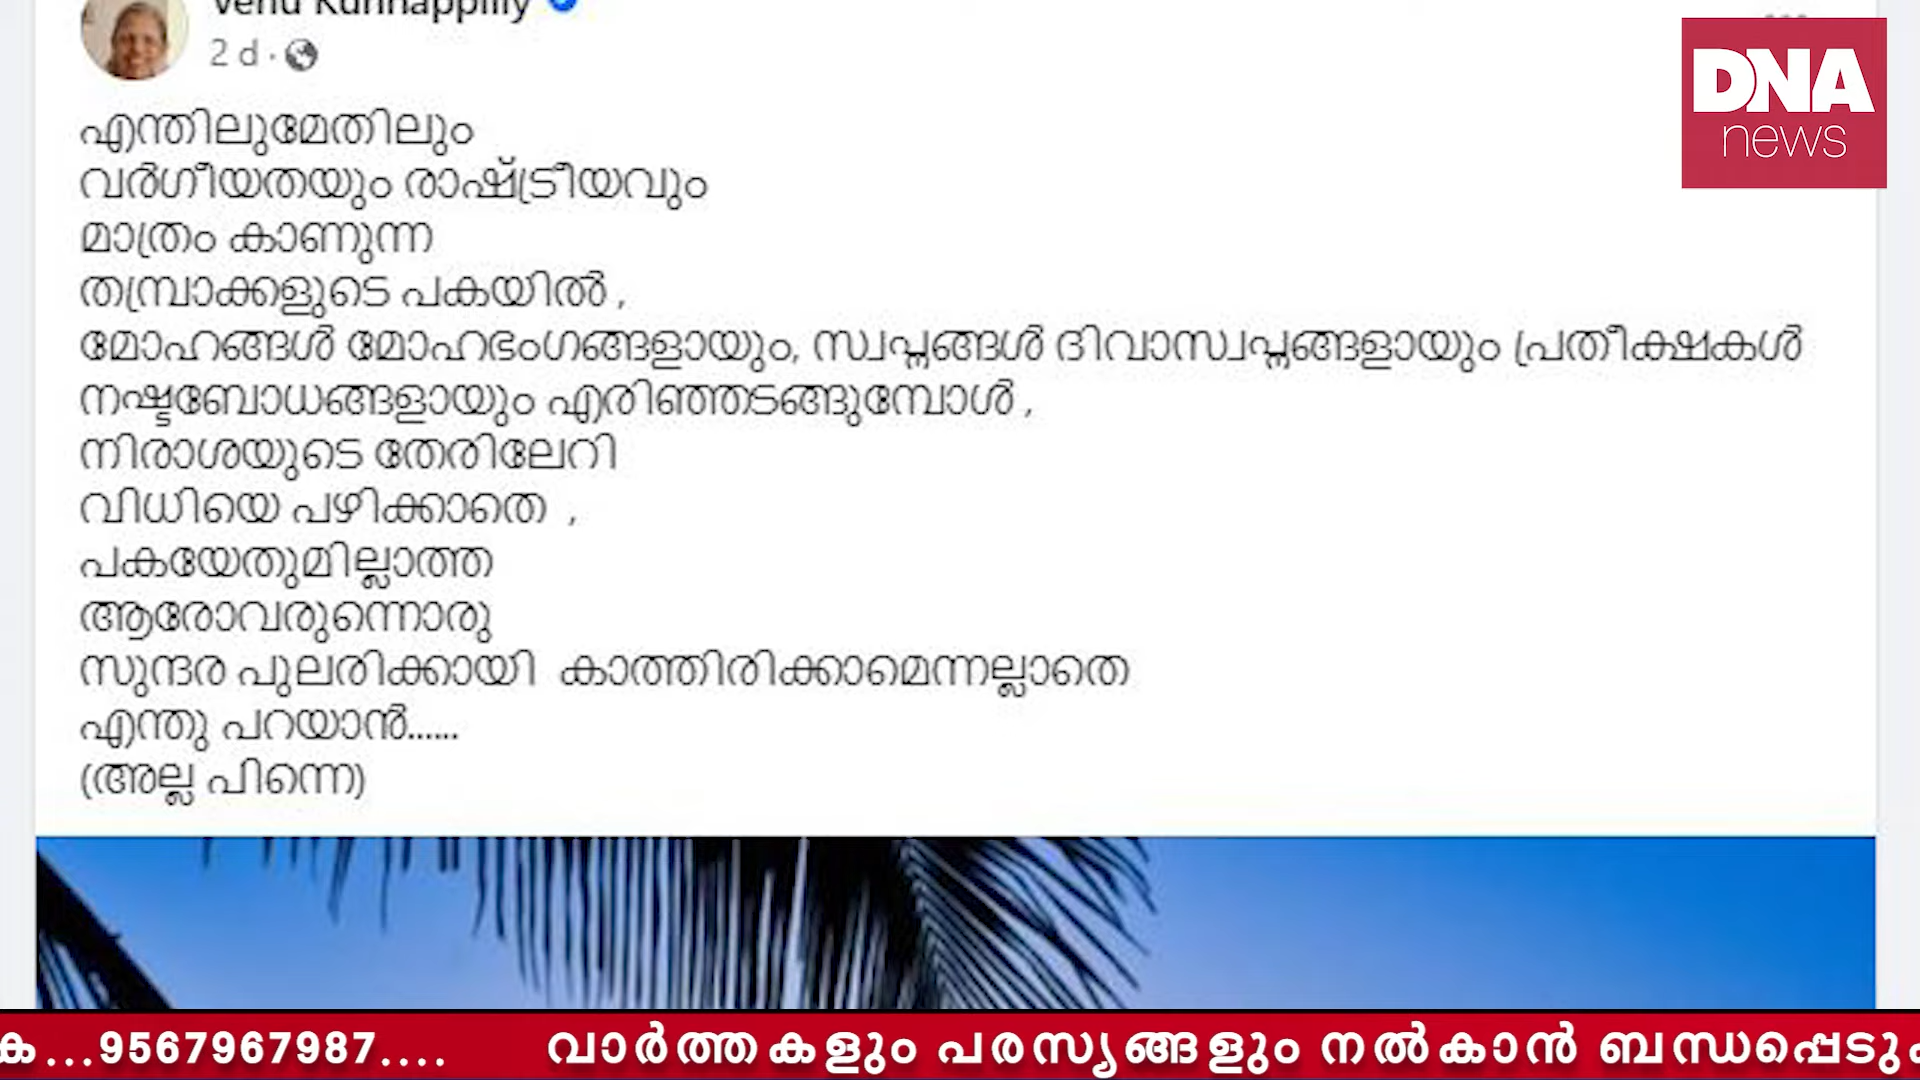 Venu Kunnappilly
2 d ·
DNA
news
എന്തിലുമേതിലും
വർഗീയതയും രാഷ്ട്രീയവും
മാത്രം കാണുന്ന
തമ്പ്രാക്കളുടെ പകയിൽ ,
മോഹങ്ങൾ മോഹഭംഗങ്ങളായും, സ്വപ്നങ്ങൾ ദിവാസ്വപ്നങ്ങളായും പ്രതീക്ഷകൾ
നഷ്ടബോധങ്ങളായും എരിഞ്ഞടങ്ങുമ്പോൾ ,
നിരാശയുടെ തേരിലേറി
വിധിയെ പഴിക്കാതെ ,
പകയേതുമില്ലാത്ത
ആരോവരുന്നൊരു
സുന്ദര പുലരിക്കായി കാത്തിരിക്കാമെന്നല്ലാതെ
എന്തു പറയാൻ......
(അല്ല പിന്നെ)
ക...9567967987.... വാർത്തകളും പരസ്യങ്ങളും നൽകാൻ ബന്ധപ്പെടുക